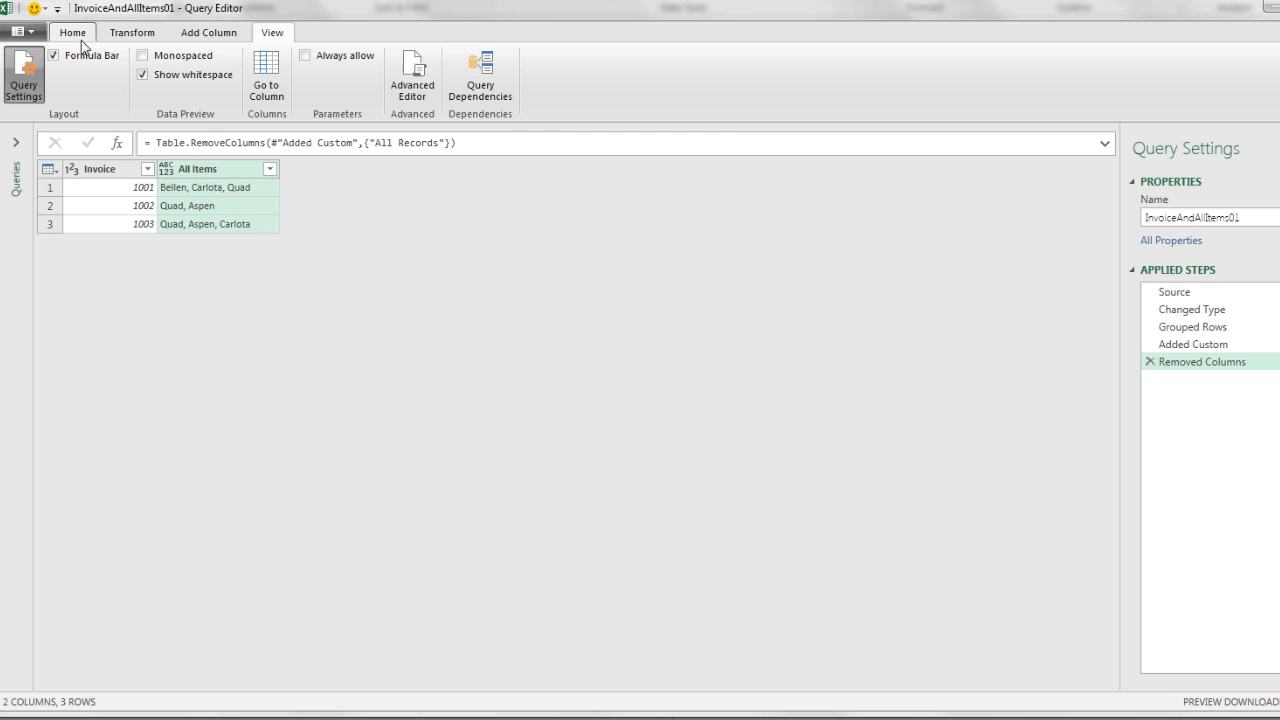 InvoiceAndAllItems01 - Query Editor
Home Transform Add Column View
Query Settings
Formula Bar
Layout
Monospaced
Show whitespace
Data Preview
Go to Column
Columns
Always allow
Parameters
Advanced Editor
Advanced
Query Dependencies
Dependencies
fx = Table.RemoveColumns(#"Added Custom",{"All Records"})
Queries
123 Invoice ABC 123 All Items
1 1001 Bellen, Carlota, Quad
2 1002 Quad, Aspen
3 1003 Quad, Aspen, Carlota
Query Settings
PROPERTIES
Name
InvoiceAndAllItems01
All Properties
APPLIED STEPS
Source
Changed Type
Grouped Rows
Added Custom
Removed Columns
2 COLUMNS, 3 ROWS
PREVIEW DOWNLOAD